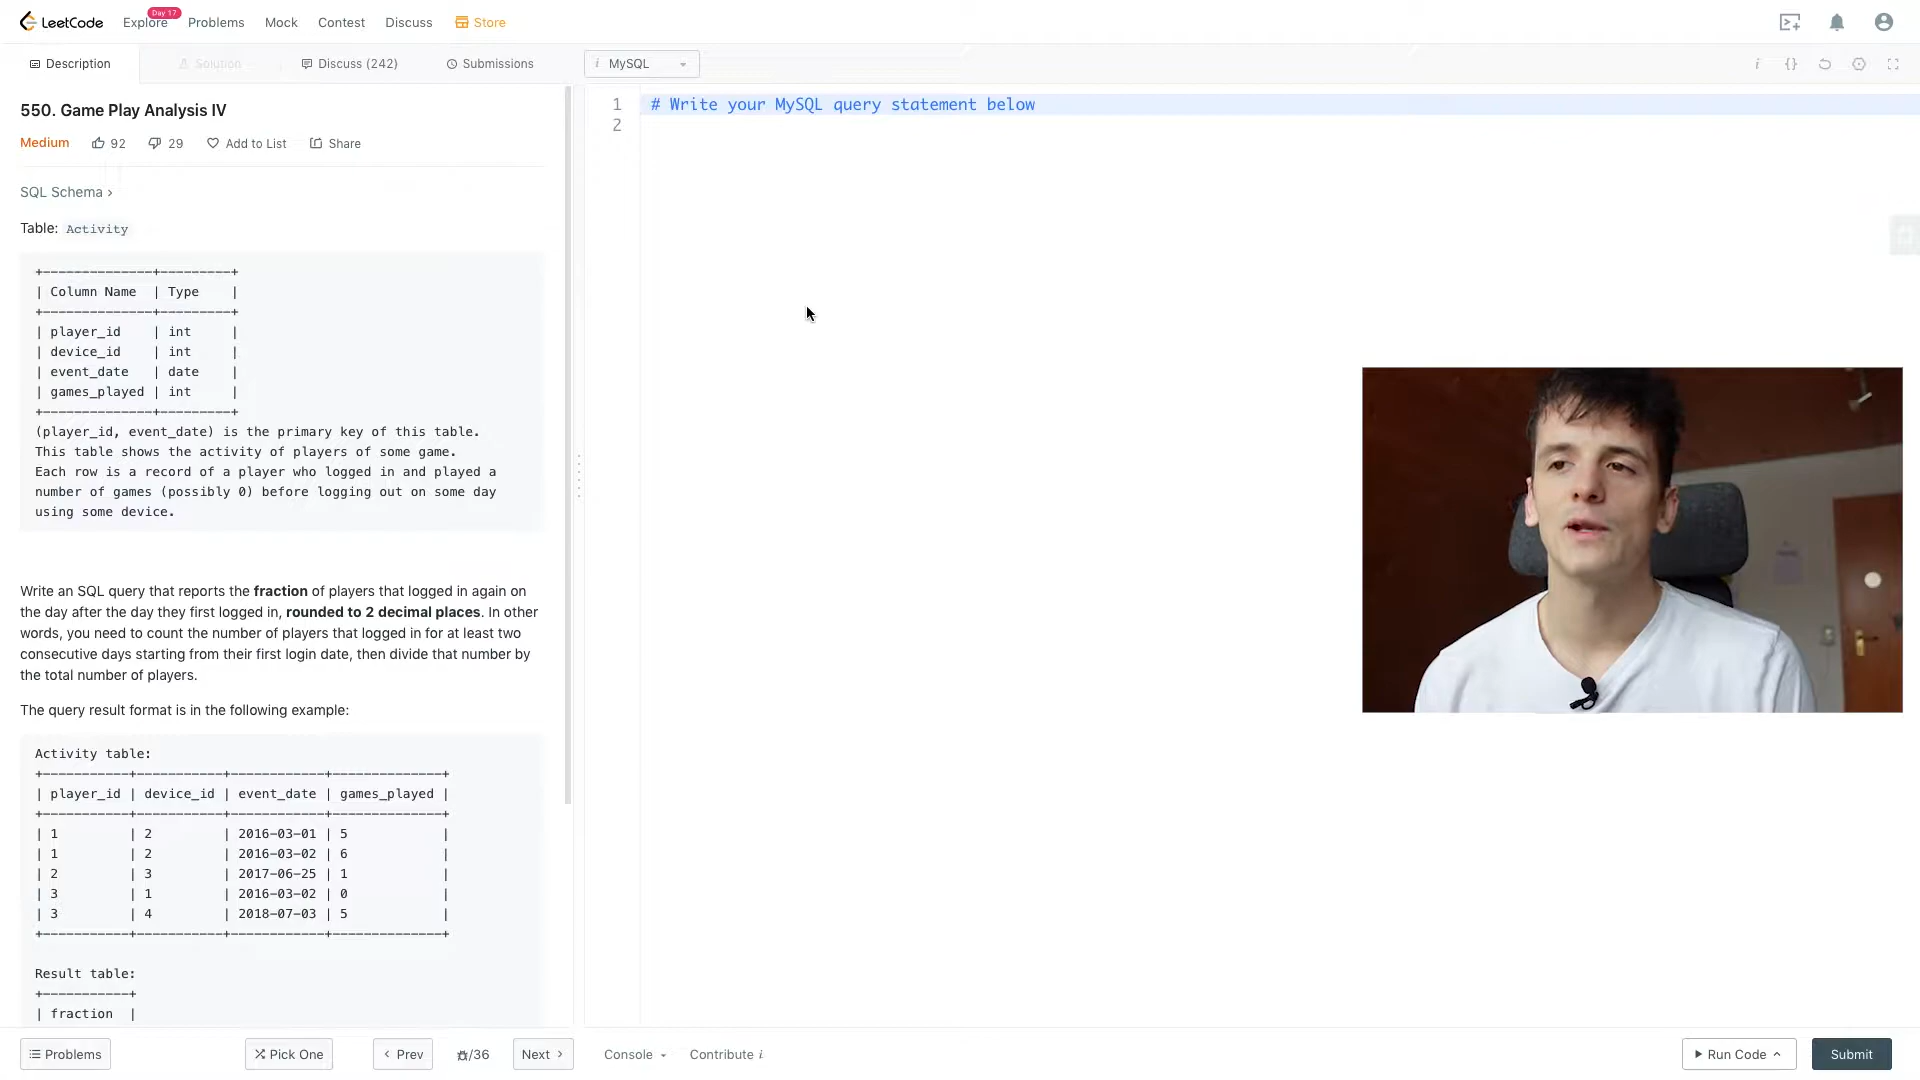 LeetCode
Explore
Day 17
Problems
Mock
Contest
Discuss
Store
Description
Solution
Discuss (242)
Submissions
i MySQL
i {}
550. Game Play Analysis IV
Medium
92
29
Add to List
Share
SQL Schema ›
Table: Activity
+--------------+---------+
| Column Name  | Type    |
+--------------+---------+
| player_id    | int     |
| device_id    | int     |
| event_date   | date    |
| games_played | int     |
+--------------+---------+
(player_id, event_date) is the primary key of this table.
This table shows the activity of players of some game.
Each row is a record of a player who logged in and played a
number of games (possibly 0) before logging out on some day
using some device.
Write an SQL query that reports the fraction of players that logged in again on
the day after the day they first logged in, rounded to 2 decimal places. In other
words, you need to count the number of players that logged in for at least two
consecutive days starting from their first login date, then divide that number by
the total number of players.
The query result format is in the following example:
Activity table:
+-----------+-----------+------------+--------------+
| player_id | device_id | event_date | games_played |
+-----------+-----------+------------+--------------+
| 1         | 2         | 2016-03-01 | 5            |
| 1         | 2         | 2016-03-02 | 6            |
| 2         | 3         | 2017-06-25 | 1            |
| 3         | 1         | 2016-03-02 | 0            |
| 3         | 4         | 2018-07-03 | 5            |
+-----------+-----------+------------+--------------+
Result table:
+-----------+
| fraction  |
1 # Write your MySQL query statement below
2
Problems
Pick One
‹ Prev
/36
Next ›
Console
Contribute i
Run Code
Submit